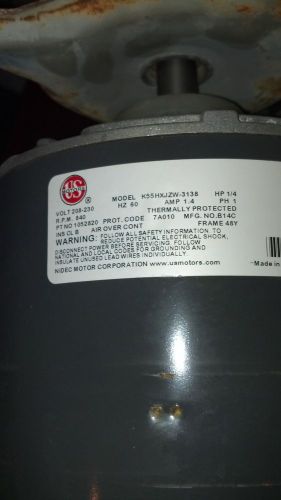 US
MOTORS
®
MODEL K55HXJZW-3138 HP 1/4
VOLT 208-230 HZ 60 AMP 1.4 PH 1
R.P.M. 840 THERMALLY PROTECTED
PT NO 1052820 PROT. CODE 7A010 MFG. NO. B14C
INS CL B AIR OVER CONT FRAME 48Y
WARNING: FOLLOW ALL SAFETY INFORMATION TO
REDUCE POTENTIAL ELECTRICAL SHOCK,
DISCONNECT POWER BEFORE SERVICING. FOLLOW ALL
NATIONAL AND LOCAL CODES FOR GROUNDING AND
INSULATE UNUSED LEAD WIRES INDIVIDUALLY.
NIDEC MOTOR CORPORATION www.usmotors.com
MADE IN